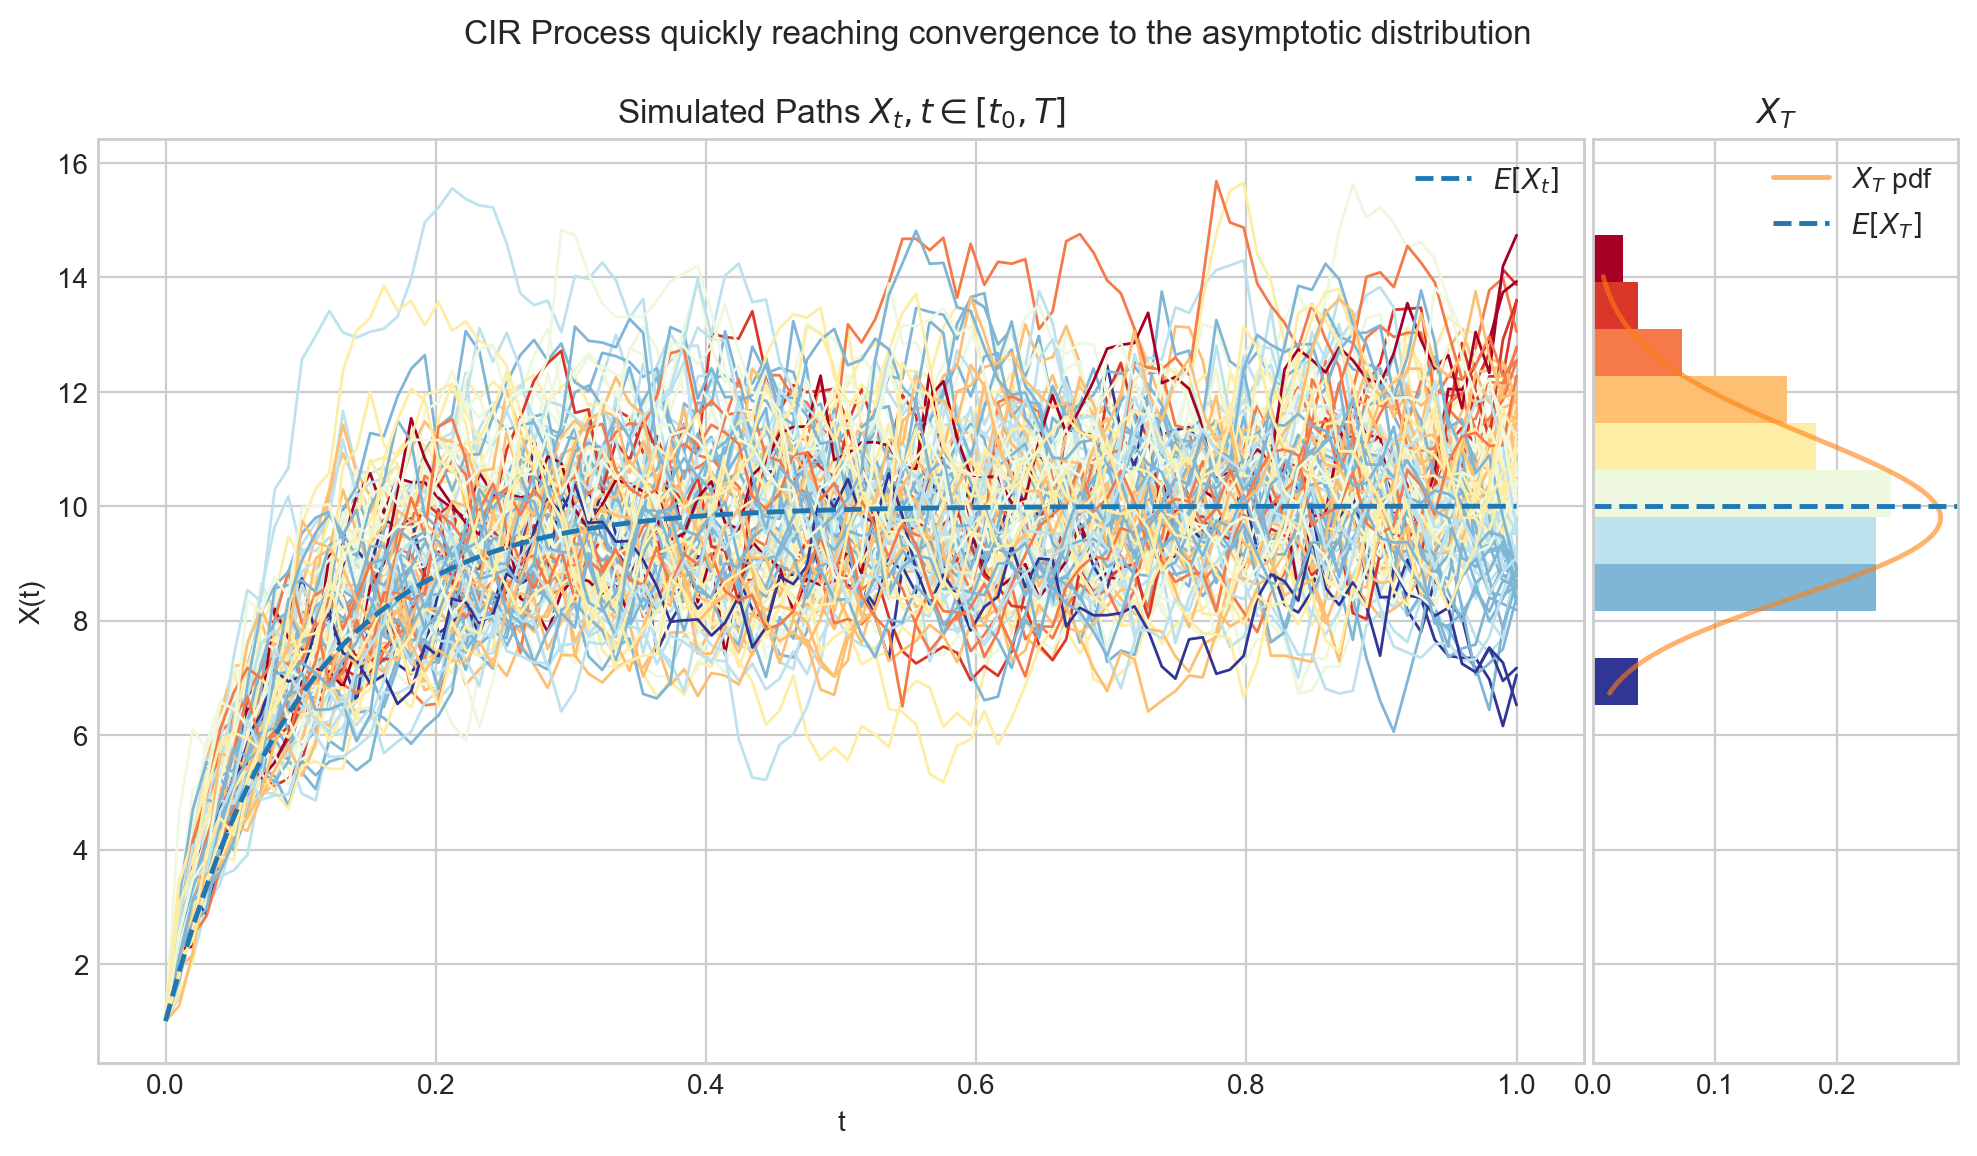 CIR Process quickly reaching convergence to the asymptotic distribution
Simulated Paths X_t, t ∈ [t_0, T]
X_T
E[X_t]
X_T pdf
E[X_T]
X(t)
16
14
12
10
8
6
4
2
0.0 0.2 0.4 0.6 0.8 1.0
0.0 0.1 0.2
t